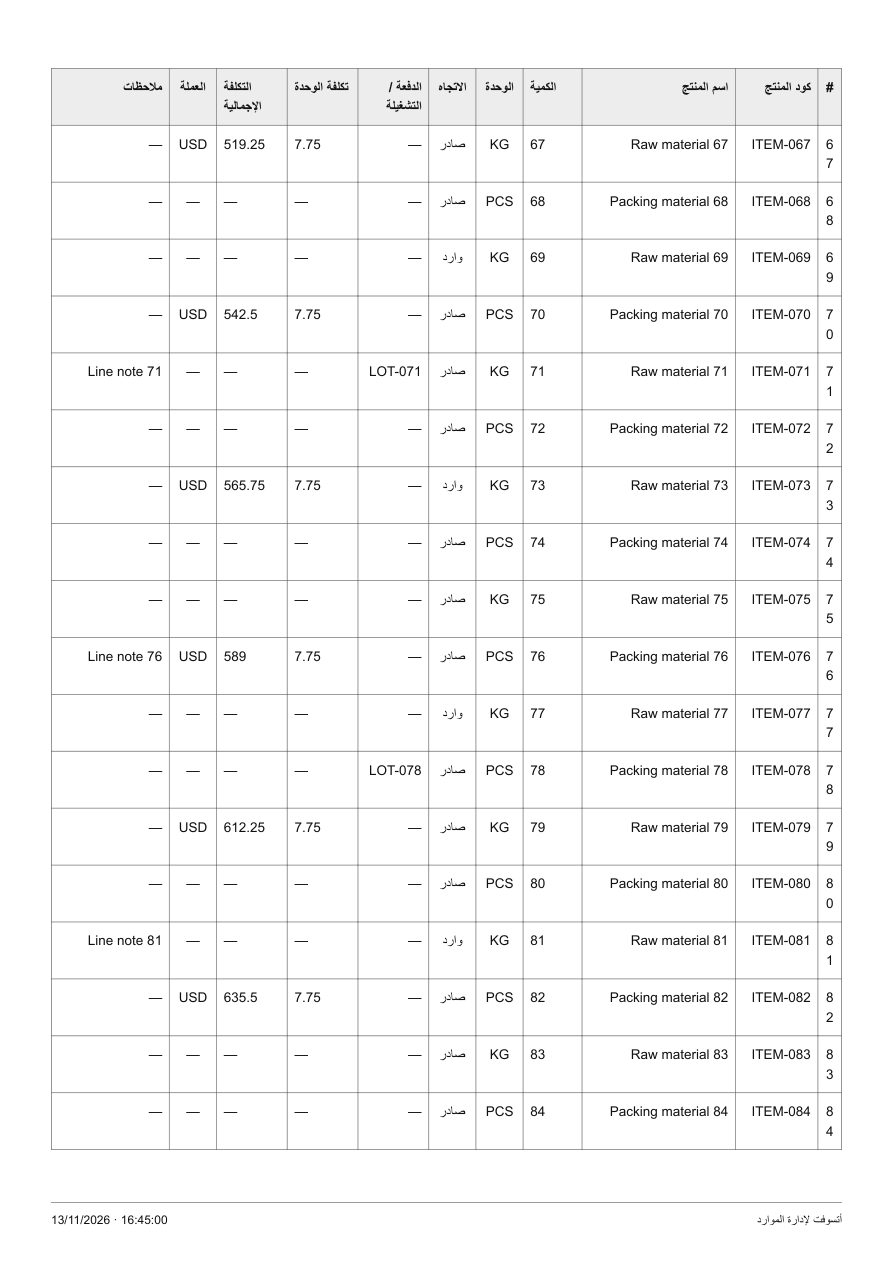 # كود المنتج اسم المنتج الكمية الوحدة الاتجاه الدفعة / التشغيلة تكلفة الوحدة التكلفة الإجمالية العملة ملاحظات
67 ITEM-067 Raw material 67 67 KG صادر — 7.75 519.25 USD —
68 ITEM-068 Packing material 68 68 PCS صادر — — — — —
69 ITEM-069 Raw material 69 69 KG وارد — — — — —
70 ITEM-070 Packing material 70 70 PCS صادر — 7.75 542.5 USD —
71 ITEM-071 Raw material 71 71 KG صادر LOT-071 — — — Line note 71
72 ITEM-072 Packing material 72 72 PCS صادر — — — — —
73 ITEM-073 Raw material 73 73 KG وارد — 7.75 565.75 USD —
74 ITEM-074 Packing material 74 74 PCS صادر — — — — —
75 ITEM-075 Raw material 75 75 KG صادر — — — — —
76 ITEM-076 Packing material 76 76 PCS صادر — 7.75 589 USD Line note 76
77 ITEM-077 Raw material 77 77 KG وارد — — — — —
78 ITEM-078 Packing material 78 78 PCS صادر LOT-078 — — — —
79 ITEM-079 Raw material 79 79 KG صادر — 7.75 612.25 USD —
80 ITEM-080 Packing material 80 80 PCS صادر — — — — —
81 ITEM-081 Raw material 81 81 KG وارد — — — — Line note 81
82 ITEM-082 Packing material 82 82 PCS صادر — 7.75 635.5 USD —
83 ITEM-083 Raw material 83 83 KG صادر — — — — —
84 ITEM-084 Packing material 84 84 PCS صادر — — — — —
أتسوفت لإدارة الموارد
13/11/2026 · 16:45:00